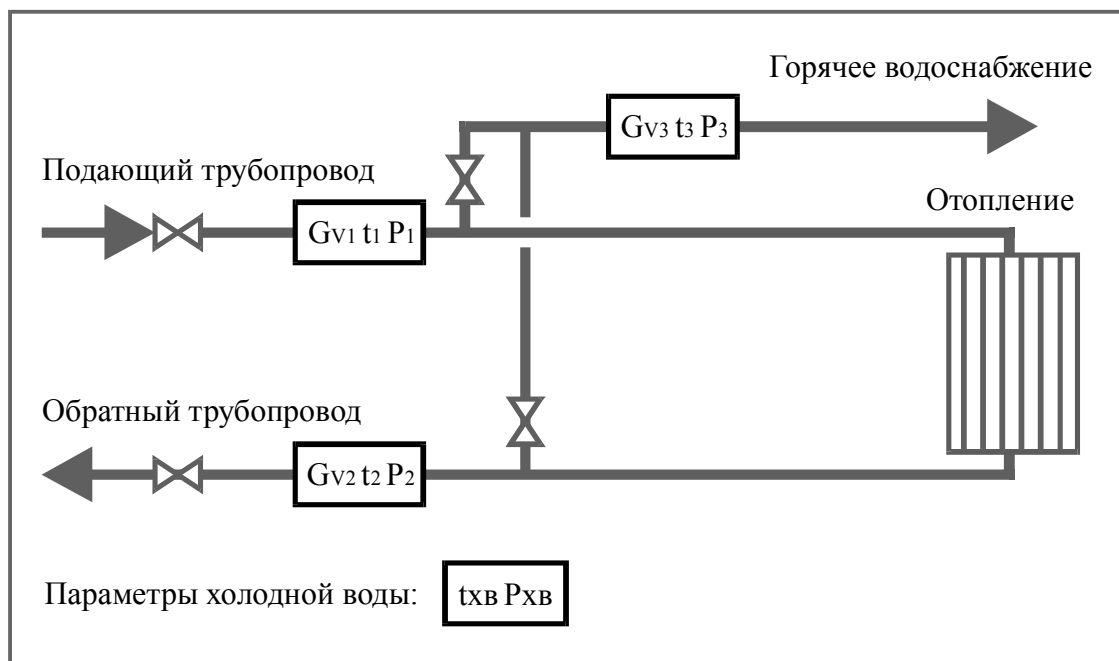 Горячее водоснабжение
Gv3 t3 P3
Подающий трубопровод
Отопление
Gv1 t1 P1
Обратный трубопровод
Gv2 t2 P2
Параметры холодной воды: tхв Pхв